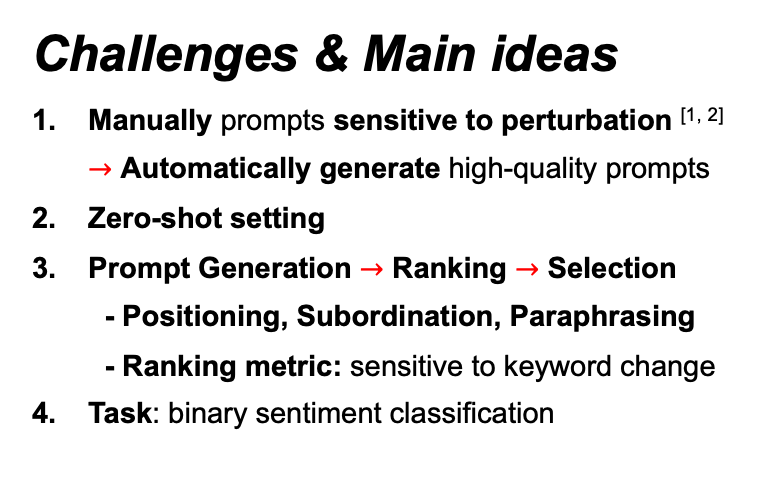 Challenges & Main ideas
1. Manually prompts sensitive to perturbation [1, 2]
→ Automatically generate high-quality prompts
2. Zero-shot setting
3. Prompt Generation → Ranking → Selection
- Positioning, Subordination, Paraphrasing
- Ranking metric: sensitive to keyword change
4. Task: binary sentiment classification